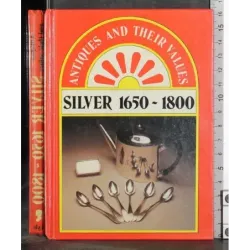 ANTIQUES AND THEIR VALUES
SILVER 1650 - 1800
SILVER 1650 - 1800